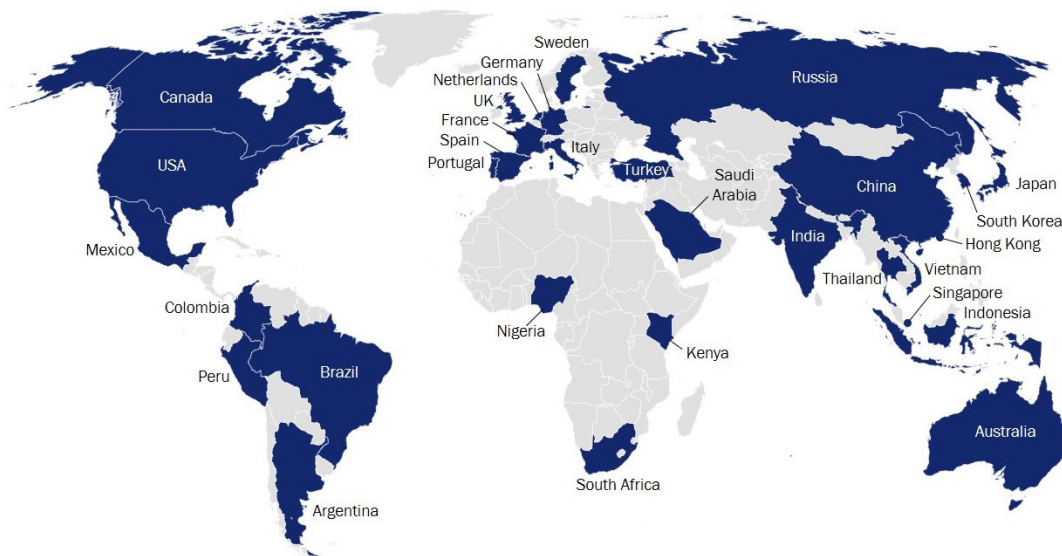 Sweden
Germany
Netherlands
UK
France
Spain
Portugal
Italy
Turkey
Canada
USA
Mexico
Russia
China
Japan
South Korea
Hong Kong
Saudi
Arabia
India
Thailand
Vietnam
Singapore
Indonesia
Colombia
Peru
Brazil
Argentina
Nigeria
Kenya
South Africa
Australia